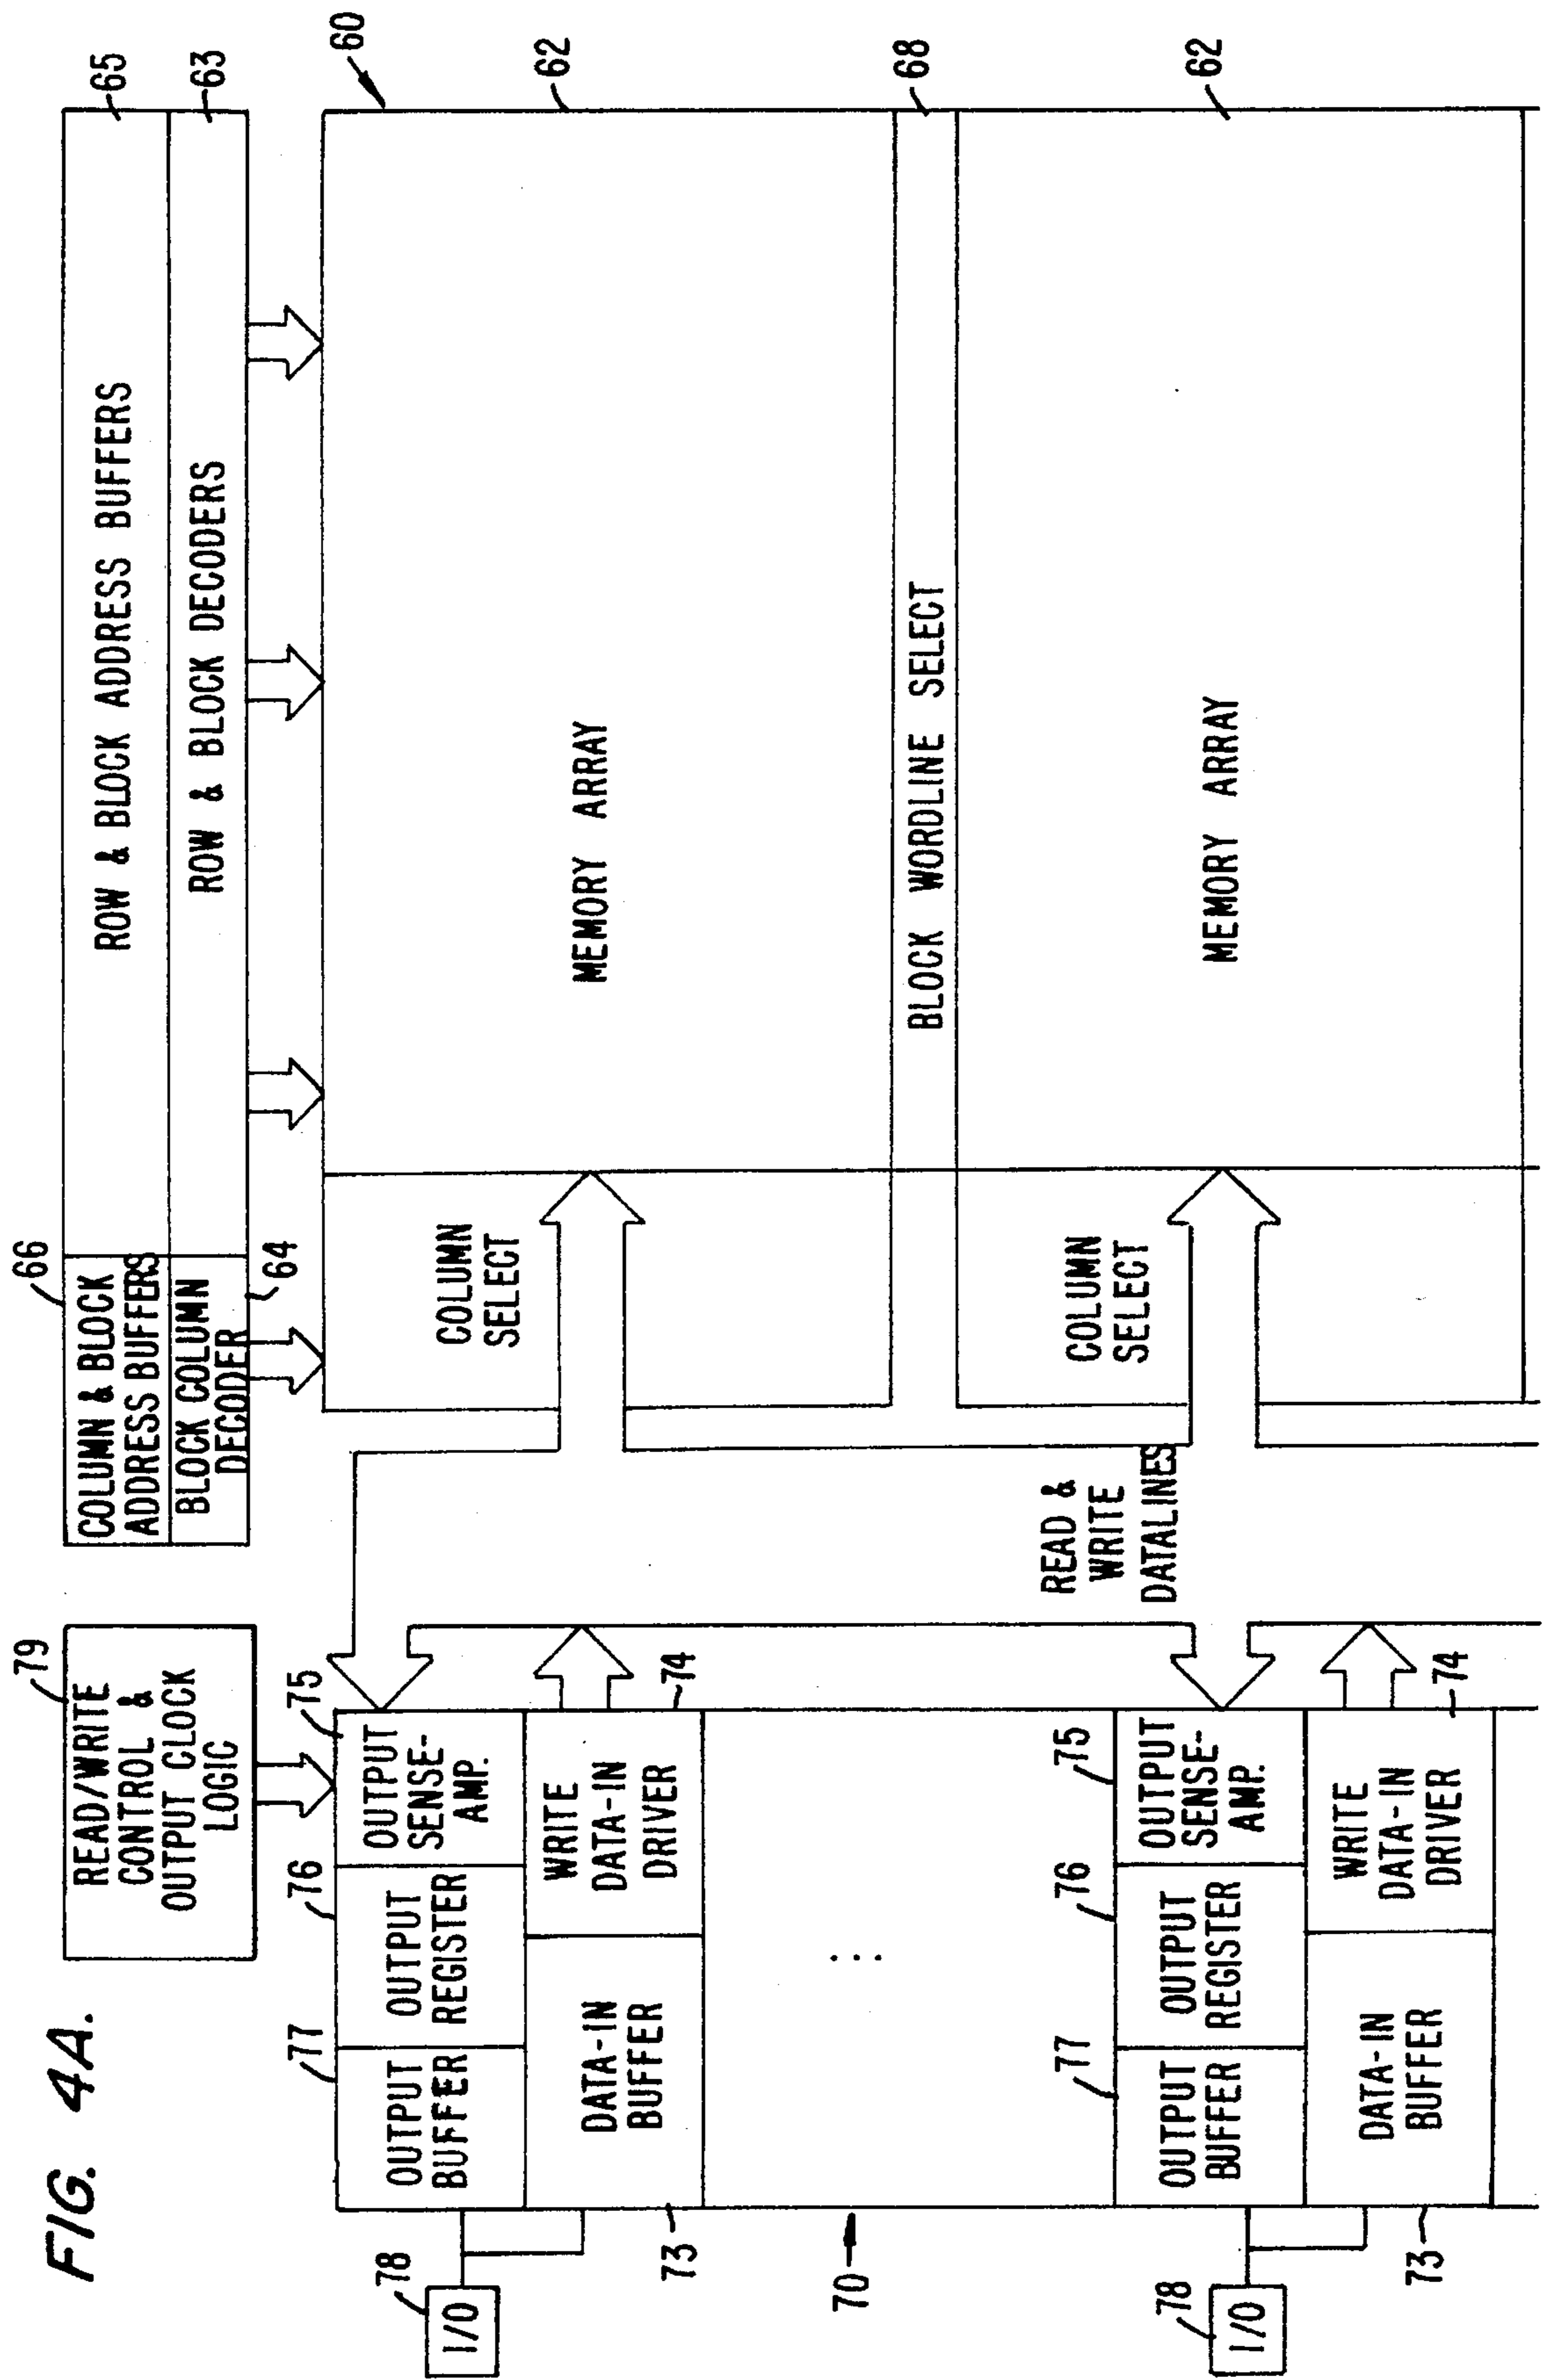 FIG. 4A.
79
READ/WRITE
CONTROL &
OUTPUT CLOCK
LOGIC
66
COLUMN & BLOCK
ADDRESS BUFFERS
BLOCK COLUMN
DECODER
64
ROW & BLOCK ADDRESS BUFFERS
65
ROW & BLOCK DECODERS
63
60
78
I/O
77
OUTPUT
BUFFER
76
OUTPUT
REGISTER
75
OUTPUT
SENSE-
AMP.
DATA-IN
BUFFER
73
WRITE
DATA-IN
DRIVER
74
COLUMN
SELECT
MEMORY ARRAY
62
70
...
BLOCK WORDLINE SELECT
68
READ &
WRITE
DATALINES
78
I/O
77
OUTPUT
BUFFER
76
OUTPUT
REGISTER
75
OUTPUT
SENSE-
AMP.
DATA-IN
BUFFER
73
WRITE
DATA-IN
DRIVER
74
COLUMN
SELECT
MEMORY ARRAY
62